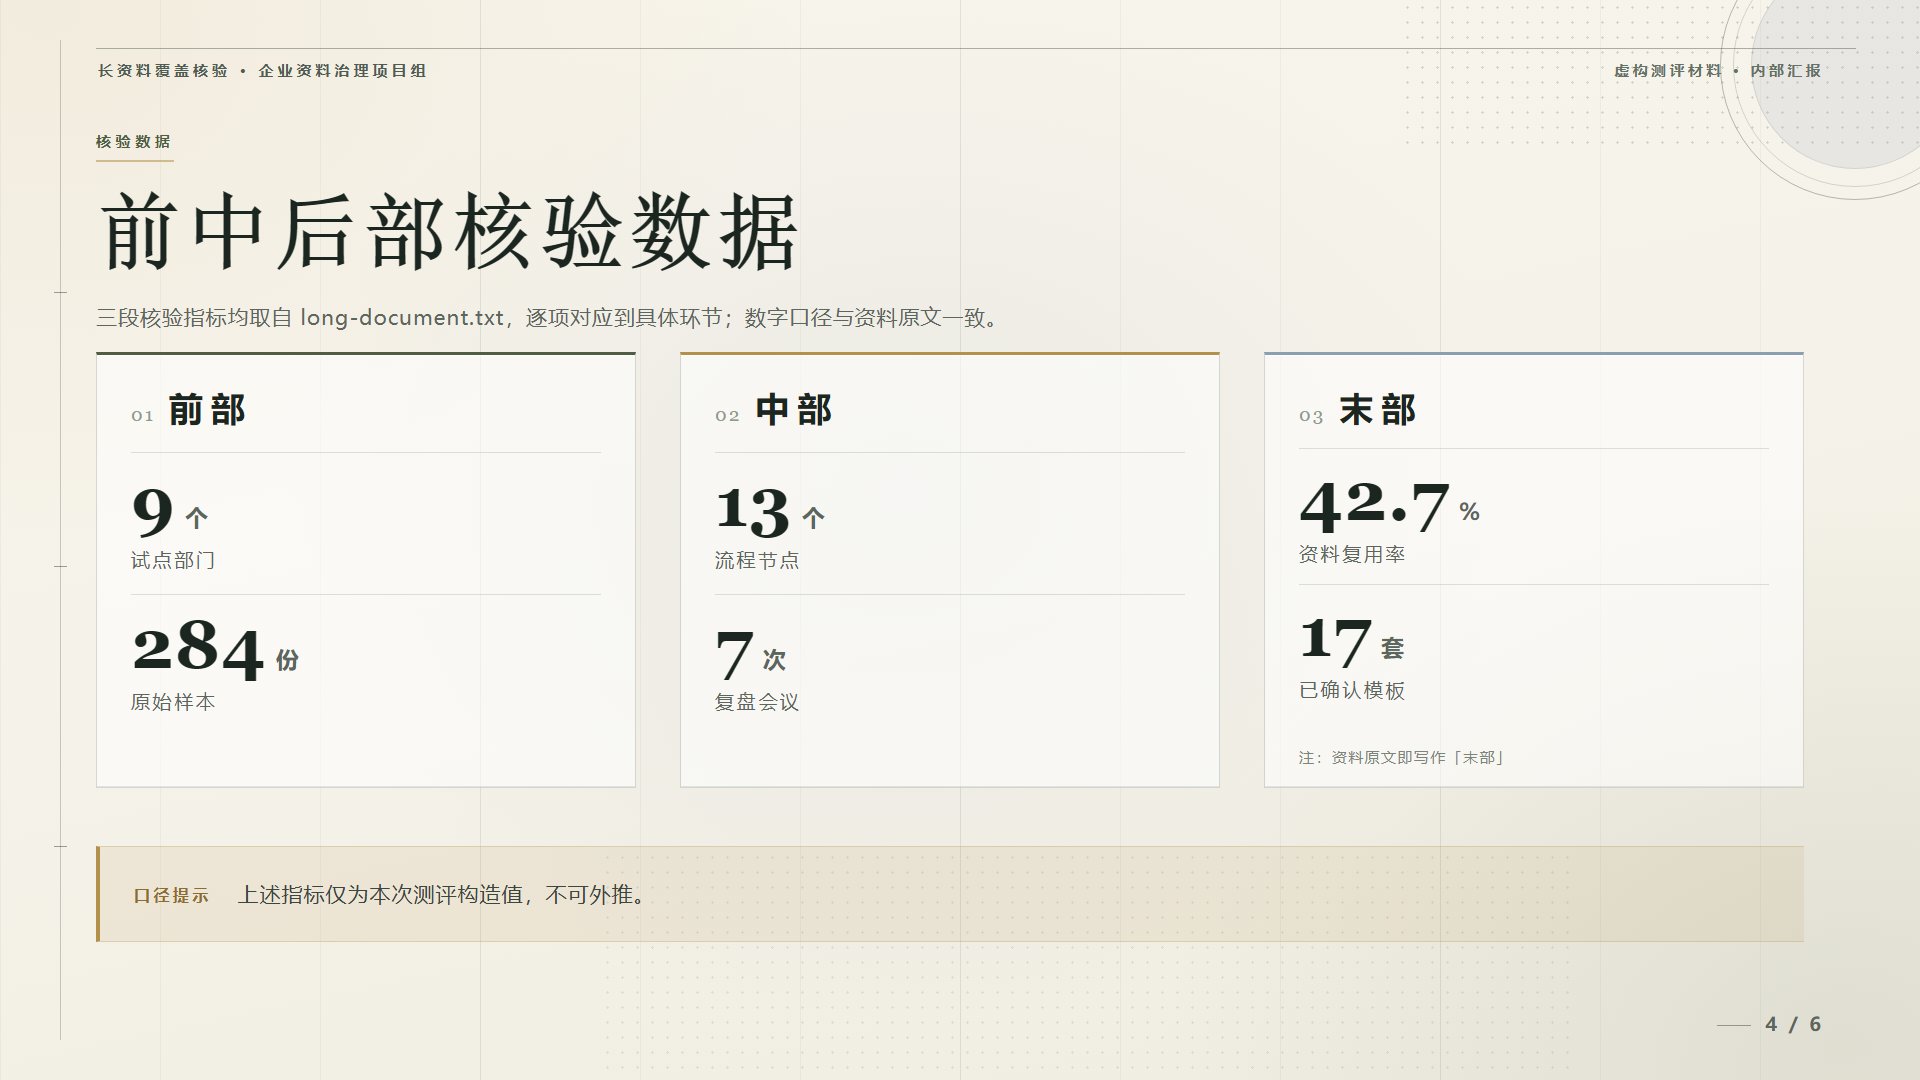 长资料覆盖核验 • 企业资料治理项目组
虚构测评材料 • 内部汇报
核验数据
前中后部核验数据
三段核验指标均取自 long-document.txt，逐项对应到具体环节；数字口径与资料原文一致。
01 前部
9 个
试点部门
284 份
原始样本
02 中部
13 个
流程节点
7 次
复盘会议
03 末部
42.7 %
资料复用率
17 套
已确认模板
注：资料原文即写作「末部」
口径提示 上述指标仅为本次测评构造值，不可外推。
4 / 6